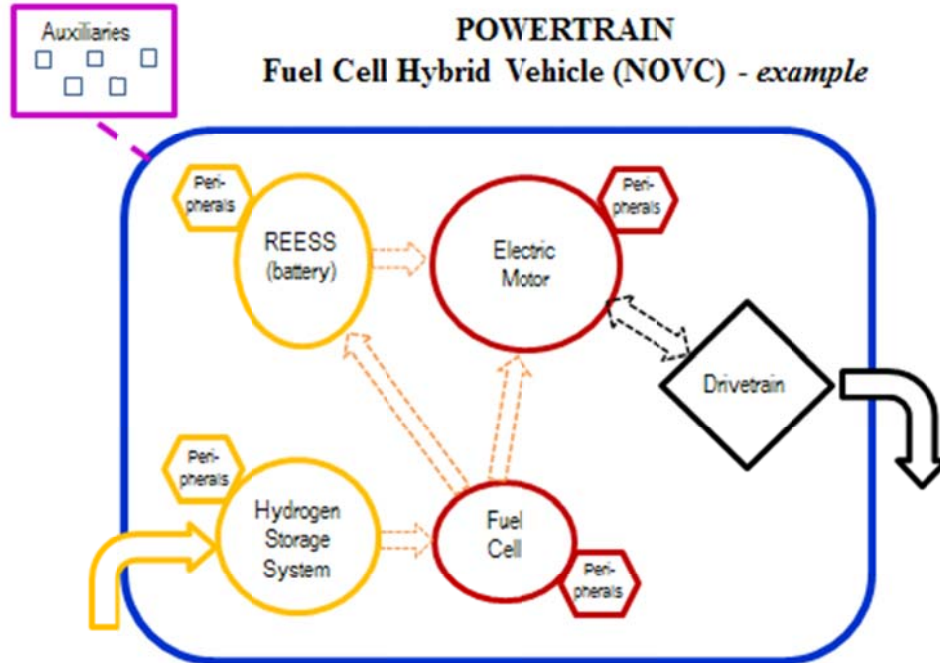 Auxiliaries
POWERTRAIN
Fuel Cell Hybrid Vehicle (NOVC) - example
Peri-
pherals
REESS
(battery)
Electric
Motor
Peri-
pherals
Drivetrain
Peri-
pherals
Hydrogen
Storage
System
Fuel
Cell
Peri-
pherals